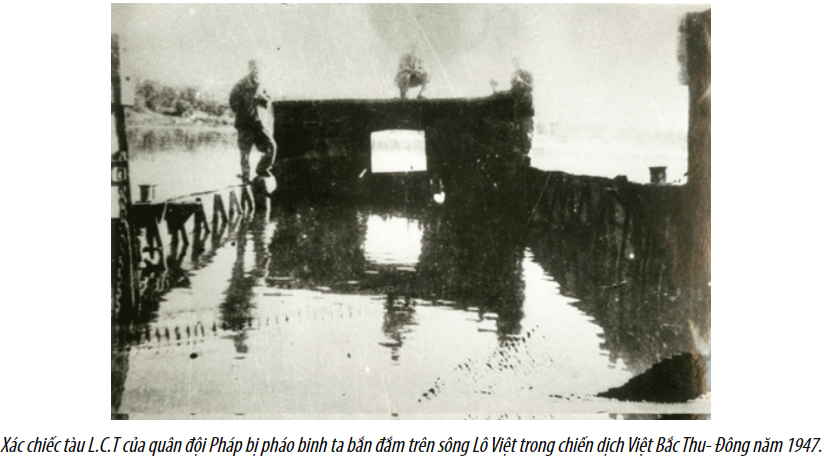 Xác chiếc tàu L.C.T của quân đội Pháp bị pháo binh ta bắn đắm trên sông Lô Việt trong chiến dịch Việt Bắc Thu- Đông năm 1947.